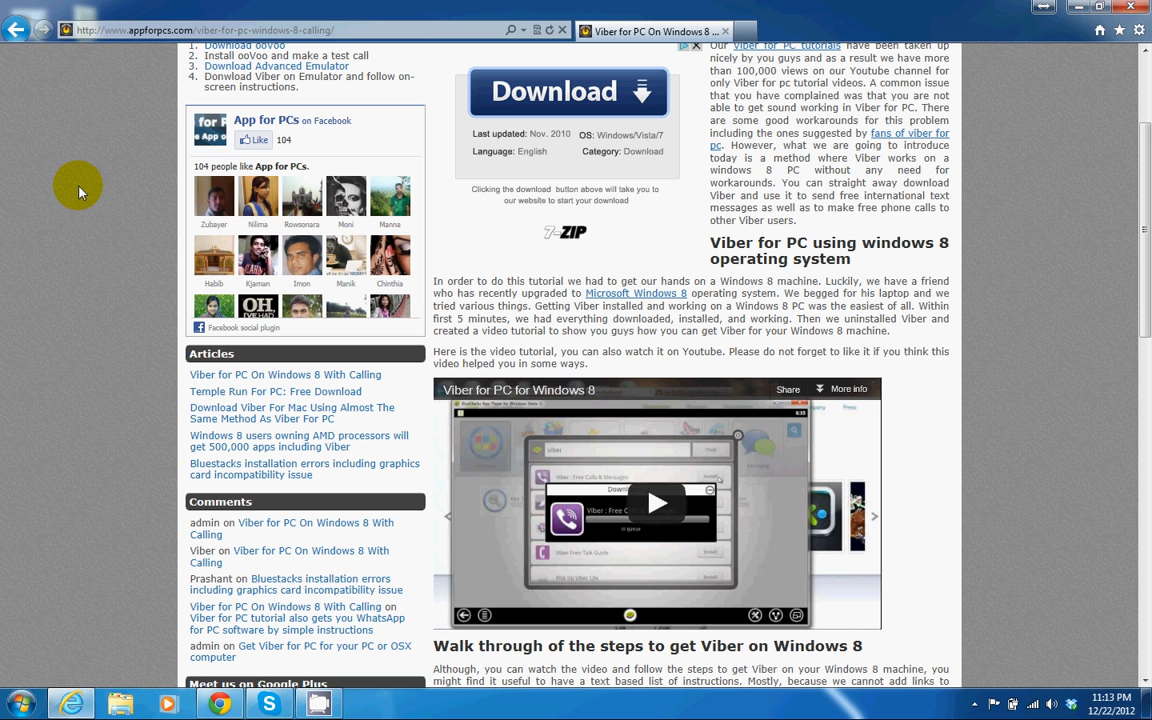 http://www.appforpcs.com/viber-for-pc-windows-8-calling/
Viber for PC On Windows 8 ...
1. Download ooVoo
2. Install ooVoo and make a test call
3. Download Advanced Emulator
4. Donwload Viber on Emulator and follow on-
screen instructions.
App for PCs on Facebook
Like 104
104 people like App for PCs.
Zubayer Nilima Rowsonara Moni Manna
Habib Kjaman Imon Manik Chinthia
Facebook social plugin
Articles
Viber for PC On Windows 8 With Calling
Temple Run For PC: Free Download
Download Viber For Mac Using Almost The
Same Method As Viber For PC
Windows 8 users owning AMD processors will
get 500,000 apps including Viber
Bluestacks installation errors including graphics
card incompatibility issue
Comments
admin on Viber for PC On Windows 8 With
Calling
Viber on Viber for PC On Windows 8 With
Calling
Prashant on Bluestacks installation errors
including graphics card incompatibility issue
Viber for PC On Windows 8 With Calling on
Viber for PC tutorial also gets you WhatsApp
for PC software by simple instructions
admin on Get Viber for PC for your PC or OSX
computer
Meet us on Google Plus
Download
Last updated: Nov. 2010 OS: Windows/Vista/7
Language: English Category: Download
Clicking the download button above will take you to
our website to start your download
7-ZIP
Our Viber for PC tutorials have been taken up
nicely by you guys and as a result we have more
than 100,000 views on our Youtube channel for
only Viber for pc tutorial videos. A common issue
that you have complained was that you are not
able to get sound working in Viber for PC. There
are some good workarounds for this problem
including the ones suggested by fans of viber for
pc. However, what we are going to introduce
today is a method where Viber works on a
windows 8 PC without any need for
workarounds. You can straight away download
Viber and use it to send free international text
messages as well as to make free phone calls to
other Viber users.
Viber for PC using windows 8
operating system
In order to do this tutorial we had to get our hands on a Windows 8 machine. Luckily, we have a friend
who has recently upgraded to Microsoft Windows 8 operating system. We begged for his laptop and we
tried various things. Getting Viber installed and working on a Windows 8 PC was the easiest of all. Within
first 5 minutes, we had everything downloaded, installed, and working. Then we uninstalled Viber and
created a video tutorial to show you guys how you can get Viber for your Windows 8 machine.
Here is the video tutorial, you can also watch it on Youtube. Please do not forget to like it if you think this
video helped you in some ways.
Viber for PC for Windows 8 Share More info
viber
Viber : Free Calls & Messages
Viber : Free C
in queue
Viber Free Talk Guide
Walk through of the steps to get Viber on Windows 8
Although, you can watch the video and follow the steps to get Viber on your Windows 8 machine, you
might find it useful to have a text based list of instructions. Mostly, because we cannot add links to
11:13 PM
12/22/2012